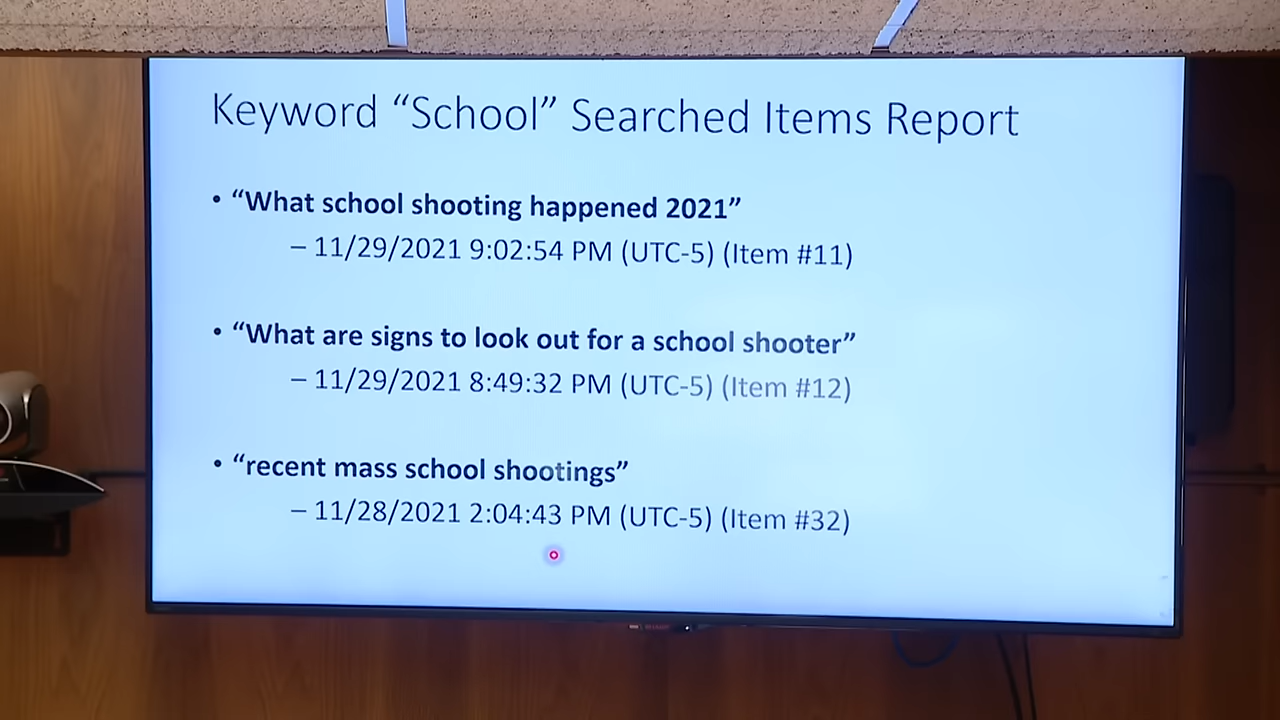 Keyword “School” Searched Items Report
• “What school shooting happened 2021”
– 11/29/2021 9:02:54 PM (UTC-5) (Item #11)
• “What are signs to look out for a school shooter”
– 11/29/2021 8:49:32 PM (UTC-5) (Item #12)
• “recent mass school shootings”
– 11/28/2021 2:04:43 PM (UTC-5) (Item #32)